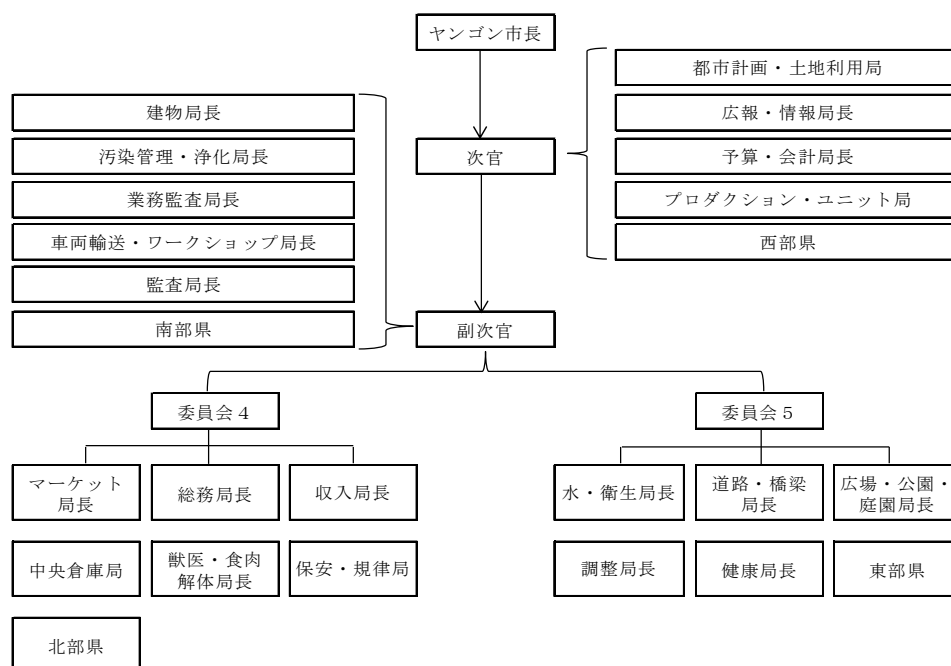 ヤンゴン市長
都市計画・土地利用局
建物局長
広報・情報局長
汚染管理・浄化局長
次官
予算・会計局長
業務監査局長
プロダクション・ユニット局
車両輸送・ワークショップ局長
西部県
監査局長
南部県
副次官
委員会４
委員会５
マーケット
局長
総務局長
収入局長
水・衛生局長
道路・橋梁
局長
広場・公園・
庭園局長
中央倉庫局
獣医・食肉
解体局長
保安・規律局
調整局長
健康局長
東部県
北部県